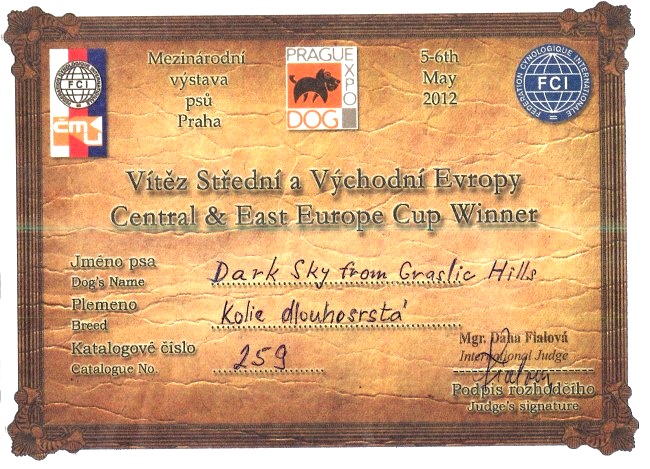 Mezinárodní
výstava
psů
Praha
PRAGUE
EXPO
DOG
5-6th
May
2012
FCI
ČMKU
FEDERATION CYNOLOGIQUE INTERNATIONALE
FCI
Vítěz Střední a Východní Evropy
Central & East Europe Cup Winner
Jméno psa
Dog's Name
Dark Sky from Graslic Hills
Plemeno
Breed
Kolie dlouhosrstá
Katalogové číslo
Catalogue No.
259
Mgr. Dana Fialová
International Judge
Podpis rozhodčího
Judge's signature